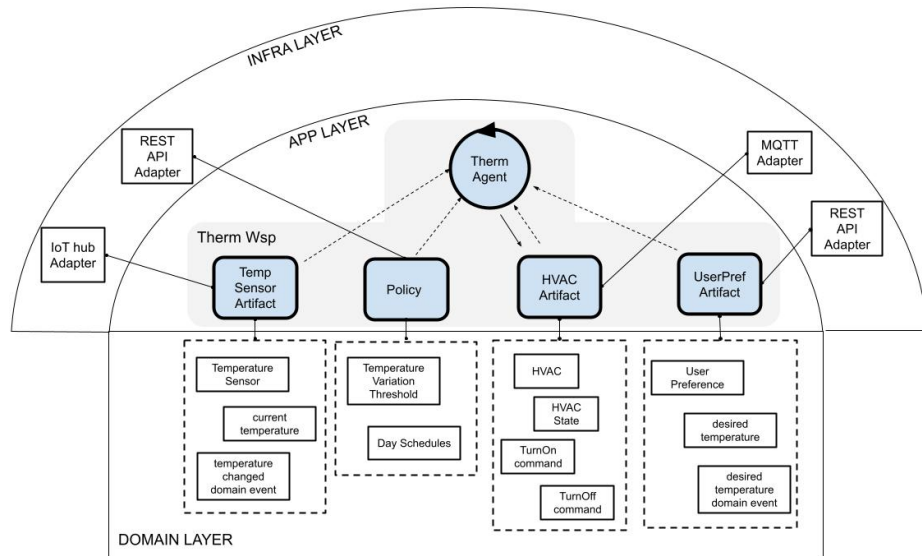 INFRA LAYER
APP LAYER
REST
API
Adapter
Therm
Agent
MQTT
Adapter
REST
API
Adapter
IoT hub
Adapter
Therm Wsp
Temp
Sensor
Artifact
Policy
HVAC
Artifact
UserPref
Artifact
Temperature
Sensor
current
temperature
temperature
changed
domain event
Temperature
Variation
Threshold
Day Schedules
HVAC
HVAC
State
TurnOn
command
TurnOff
command
User
Preference
desired
temperature
desired
temperature
domain event
DOMAIN LAYER